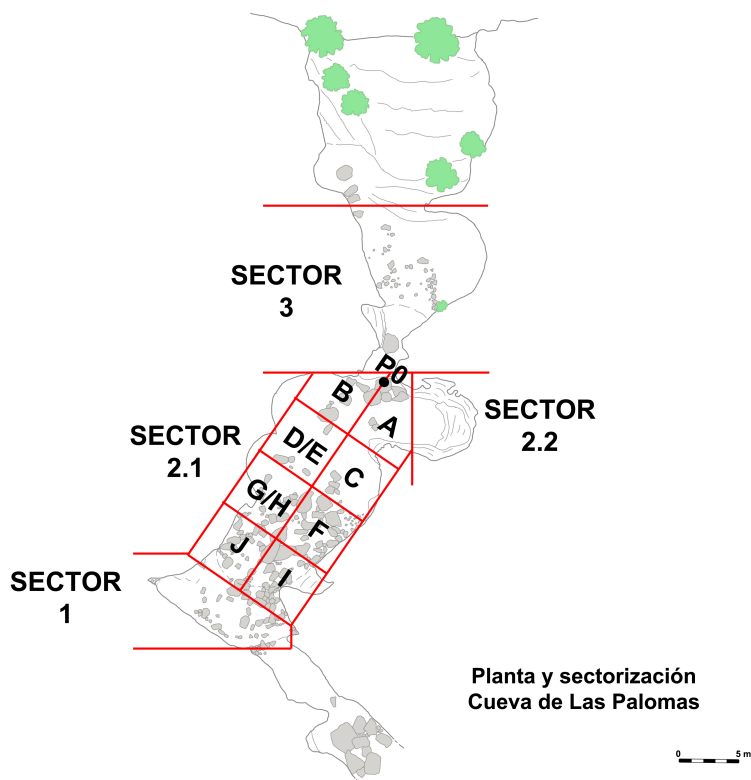 SECTOR
3
P0
B
A
SECTOR
2.2
SECTOR
2.1
D/E
C
G/H
F
J
I
SECTOR
1
Planta y sectorización
Cueva de Las Palomas
0 5 m